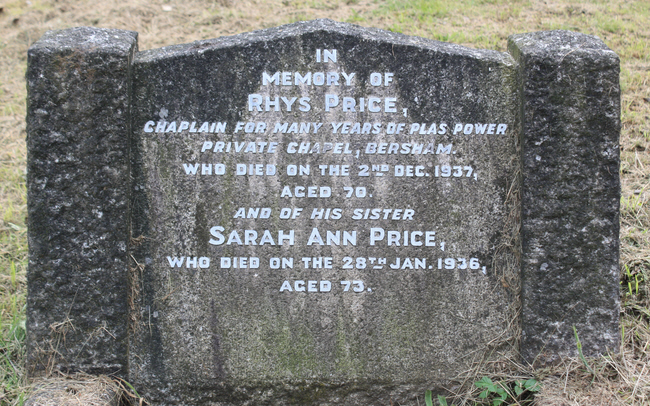 IN
MEMORY OF
RHYS PRICE,
CHAPLAIN FOR MANY YEARS OF PLAS POWER
PRIVATE CHAPEL, BERSHAM.
WHO DIED ON THE 2ND DEC. 1937,
AGED 70.
AND OF HIS SISTER
SARAH ANN PRICE,
WHO DIED ON THE 28TH JAN. 1936,
AGED 73.